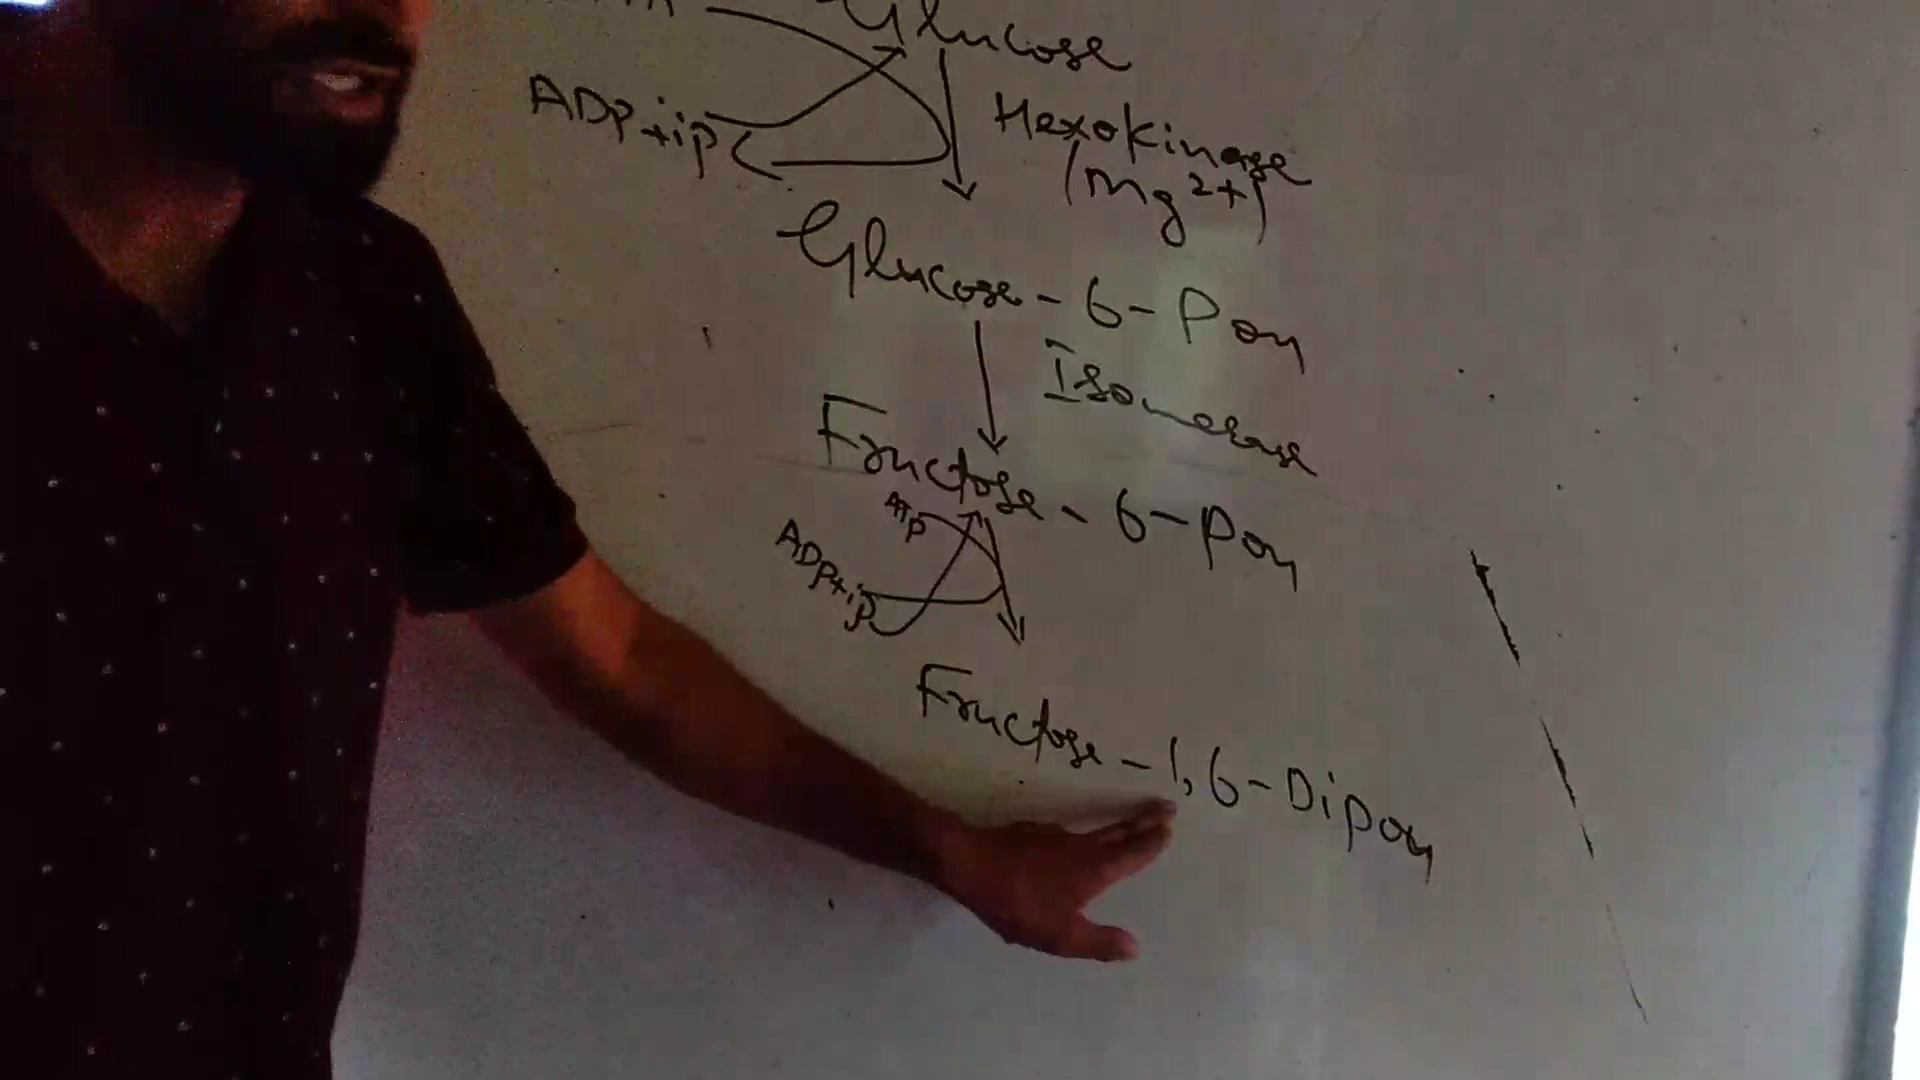 Glucose
ADP+ip
Hexokinase
(Mg2+)
Glucose - 6 - Po4
Isomerase
Fructose - 6 - Po4
ATP
ADP+ip
Fructose - 1,6 - Dipo4